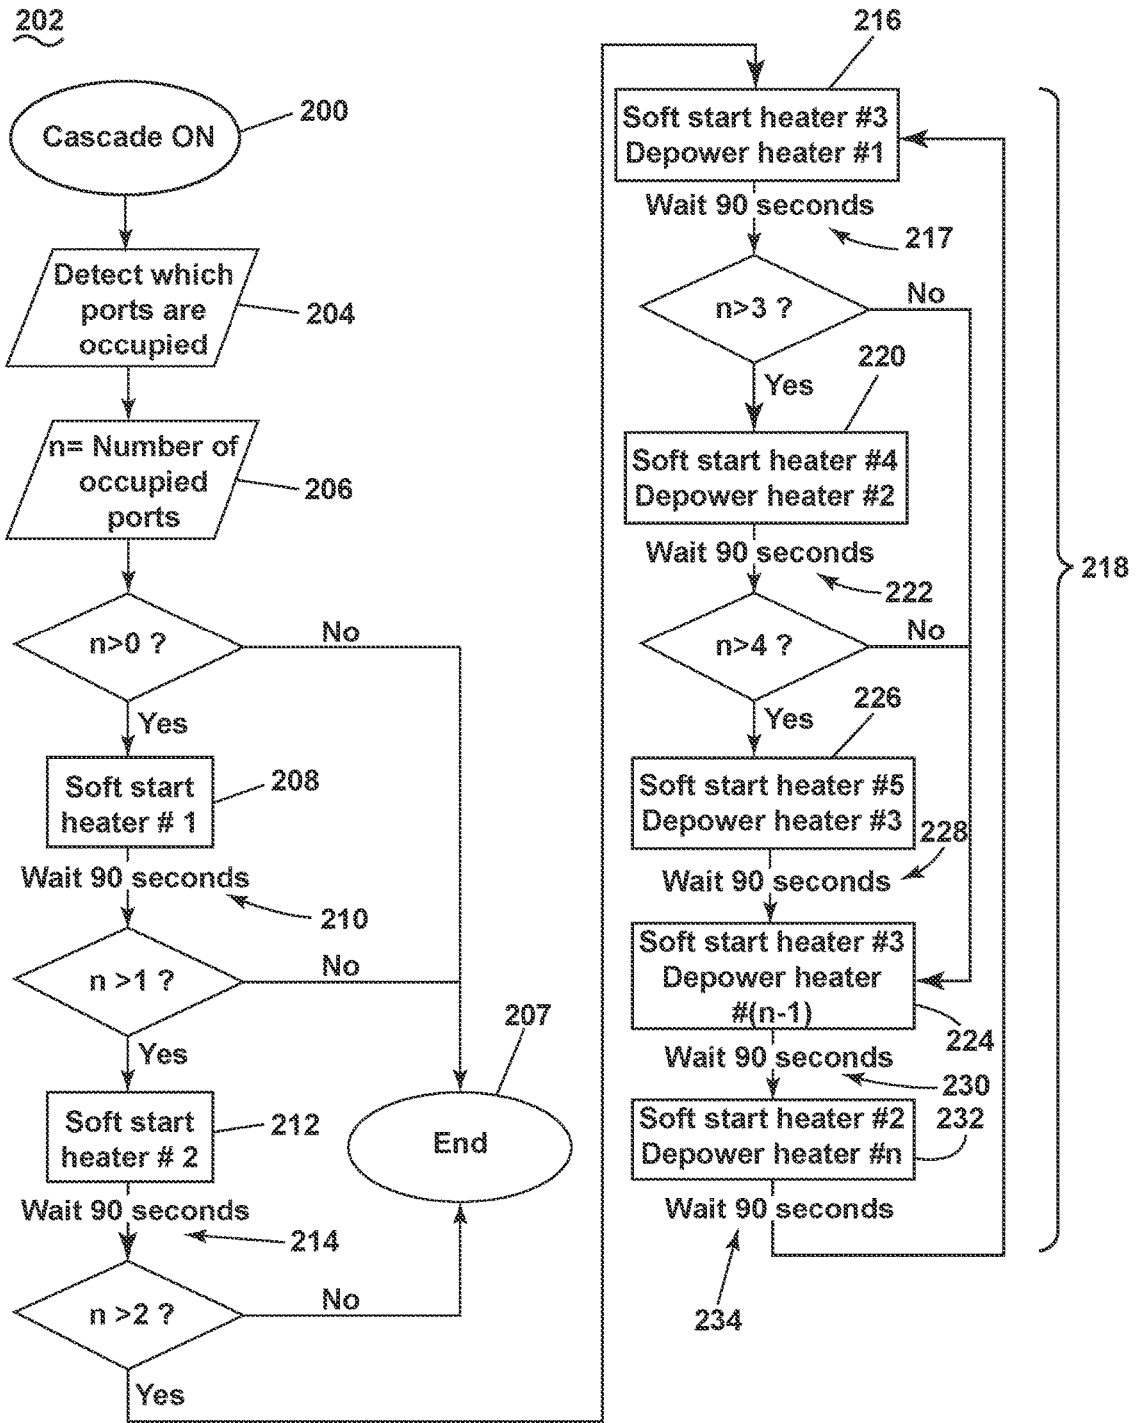 202
Cascade ON
200
Detect which
ports are
occupied
204
n= Number of
occupied
ports
206
n>0 ?
No
Yes
Soft start
heater # 1
208
Wait 90 seconds
210
n >1 ?
No
Yes
207
End
Soft start
heater # 2
212
Wait 90 seconds
214
n >2 ?
No
Yes
216
Soft start heater #3
Depower heater #1
Wait 90 seconds
217
n>3 ?
No
Yes
220
Soft start heater #4
Depower heater #2
Wait 90 seconds
222
n>4 ?
No
Yes
226
Soft start heater #5
Depower heater #3
228
Wait 90 seconds
Soft start heater #3
Depower heater
#(n-1)
224
Wait 90 seconds
230
Soft start heater #2
Depower heater #n
232
Wait 90 seconds
234
218